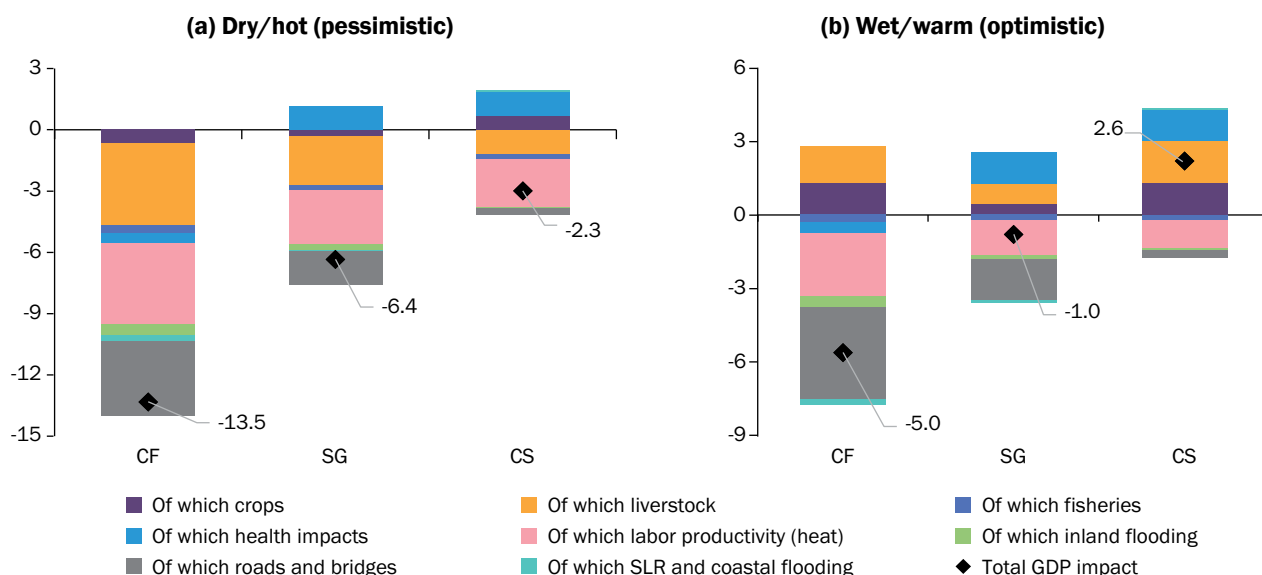 (a) Dry/hot (pessimistic)
3
0
-3
-6
-9
-12
-15
-13.5
-6.4
-2.3
CF
SG
CS
(b) Wet/warm (optimistic)
6
3
0
-3
-6
-9
-5.0
-1.0
2.6
CF
SG
CS
Of which crops
Of which liverstock
Of which fisheries
Of which health impacts
Of which labor productivity (heat)
Of which inland flooding
Of which roads and bridges
Of which SLR and coastal flooding
Total GDP impact